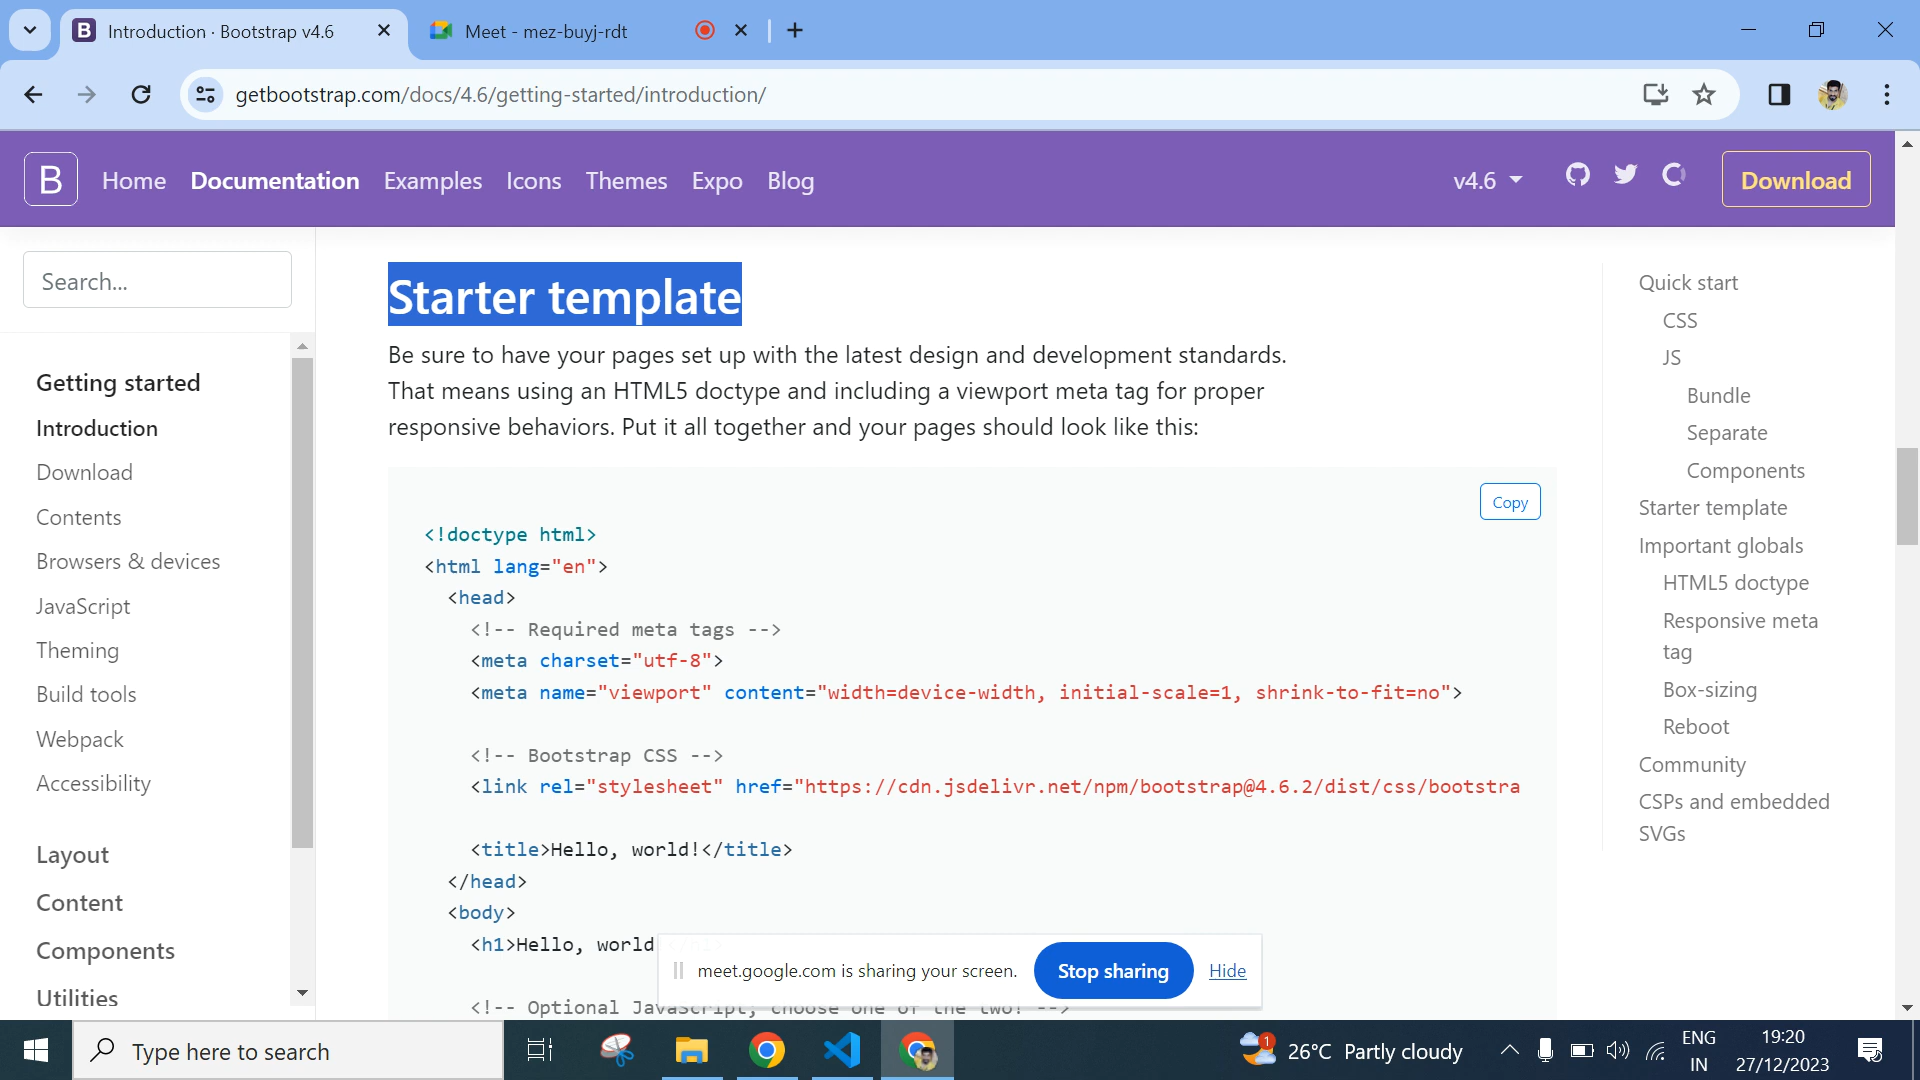 Introduction · Bootstrap v4.6
Meet - mez-buyj-rdt
getbootstrap.com/docs/4.6/getting-started/introduction/
B Home Documentation Examples Icons Themes Expo Blog v4.6 Download
Search...
Getting started
Introduction
Download
Contents
Browsers & devices
JavaScript
Theming
Build tools
Webpack
Accessibility
Layout
Content
Components
Utilities
Starter template
Be sure to have your pages set up with the latest design and development standards.
That means using an HTML5 doctype and including a viewport meta tag for proper
responsive behaviors. Put it all together and your pages should look like this:
Copy
<!doctype html>
<html lang="en">
<head>
<!-- Required meta tags -->
<meta charset="utf-8">
<meta name="viewport" content="width=device-width, initial-scale=1, shrink-to-fit=no">
<!-- Bootstrap CSS -->
<link rel="stylesheet" href="https://cdn.jsdelivr.net/npm/bootstrap@4.6.2/dist/css/bootstra
<title>Hello, world!</title>
</head>
<body>
<h1>Hello, world
<!-- Optional JavaScript; choose one of the two! -->
meet.google.com is sharing your screen. Stop sharing Hide
Quick start
CSS
JS
Bundle
Separate
Components
Starter template
Important globals
HTML5 doctype
Responsive meta
tag
Box-sizing
Reboot
Community
CSPs and embedded
SVGs
Type here to search
1
26°C Partly cloudy
ENG
IN
19:20
27/12/2023